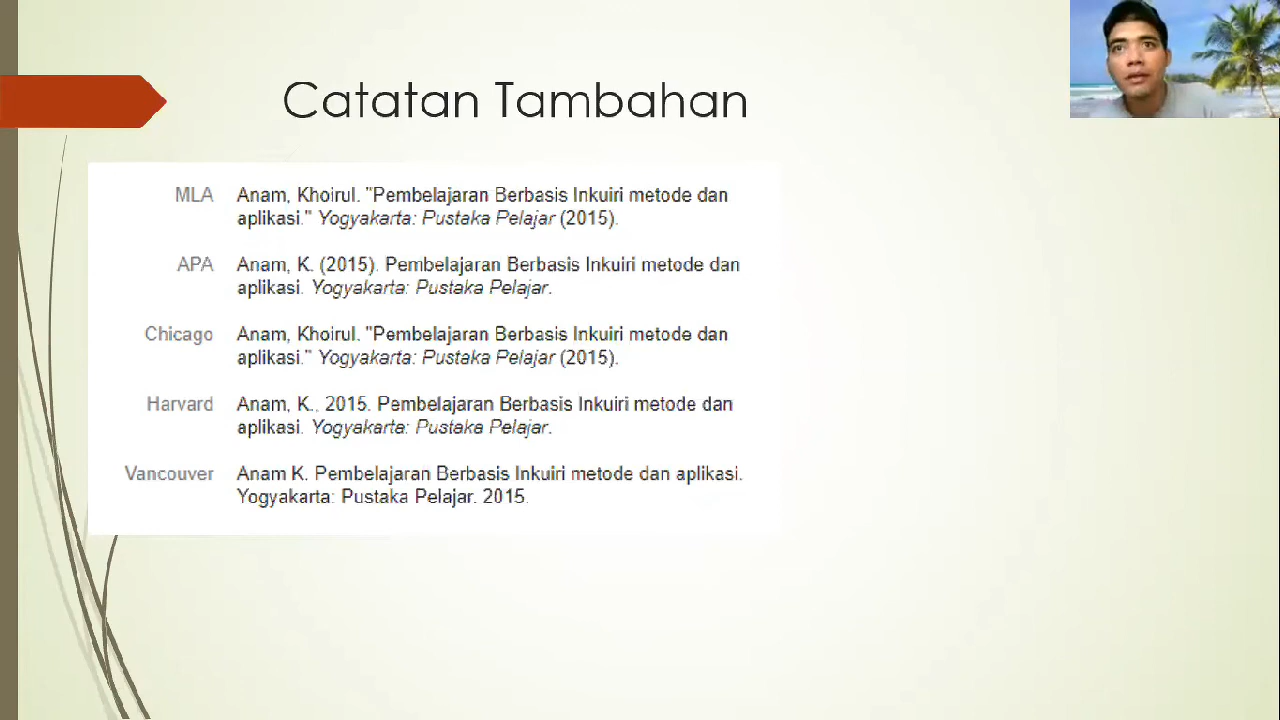 Catatan Tambahan
MLA Anam, Khoirul. "Pembelajaran Berbasis Inkuiri metode dan
aplikasi." Yogyakarta: Pustaka Pelajar (2015).
APA Anam, K. (2015). Pembelajaran Berbasis Inkuiri metode dan
aplikasi. Yogyakarta: Pustaka Pelajar.
Chicago Anam, Khoirul. "Pembelajaran Berbasis Inkuiri metode dan
aplikasi." Yogyakarta: Pustaka Pelajar (2015).
Harvard Anam, K., 2015. Pembelajaran Berbasis Inkuiri metode dan
aplikasi. Yogyakarta: Pustaka Pelajar.
Vancouver Anam K. Pembelajaran Berbasis Inkuiri metode dan aplikasi.
Yogyakarta: Pustaka Pelajar. 2015.